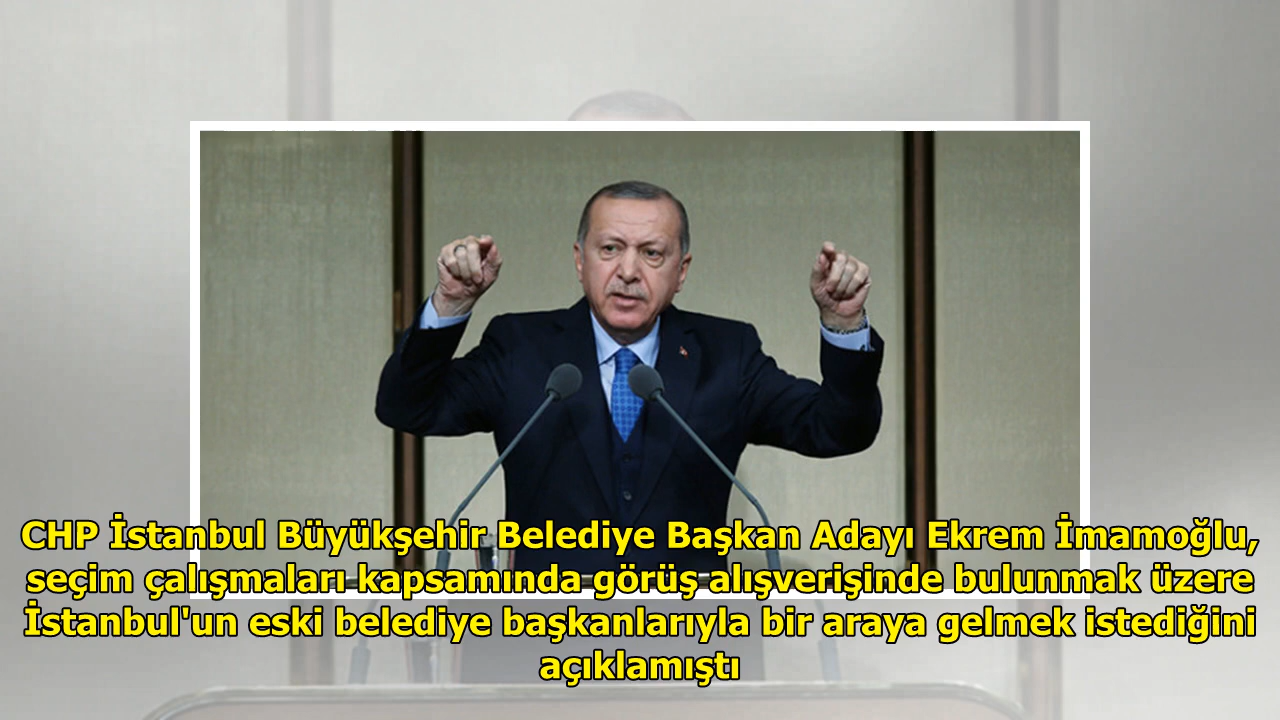 CHP İstanbul Büyükşehir Belediye Başkan Adayı Ekrem İmamoğlu,
seçim çalışmaları kapsamında görüş alışverişinde bulunmak üzere
İstanbul'un eski belediye başkanlarıyla bir araya gelmek istediğini
açıklamıştı